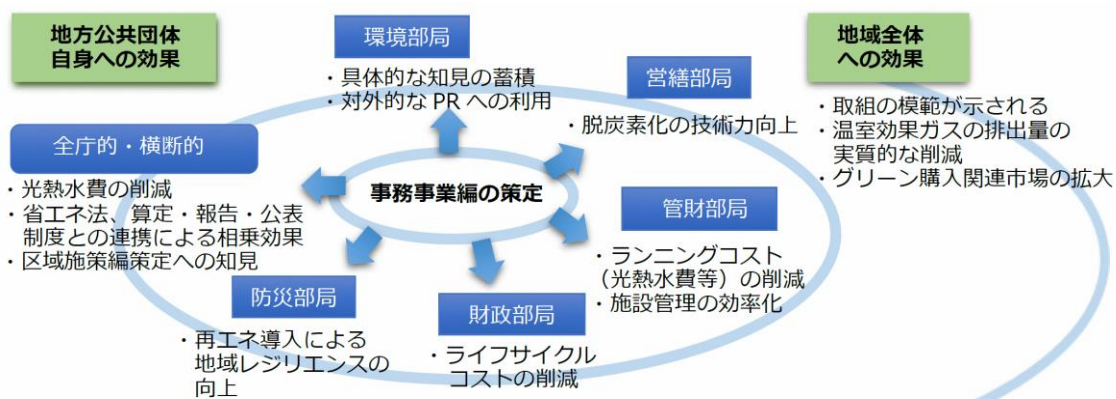 地方公共団体
自身への効果
環境部局
・具体的な知見の蓄積
・対外的な PR への利用
営繕部局
・脱炭素化の技術力向上
地域全体
への効果
・取組の模範が示される
・温室効果ガスの排出量の
実質的な削減
・グリーン購入関連市場の拡大
全庁的・横断的
・光熱水費の削減
・省エネ法、算定・報告・公表
制度との連携による相乗効果
・区域施策編策定への知見
事務事業編の策定
管財部局
・ランニングコスト
（光熱水費等）の削減
・施設管理の効率化
防災部局
・再エネ導入による
地域レジリエンスの
向上
財政部局
・ライフサイクル
コストの削減